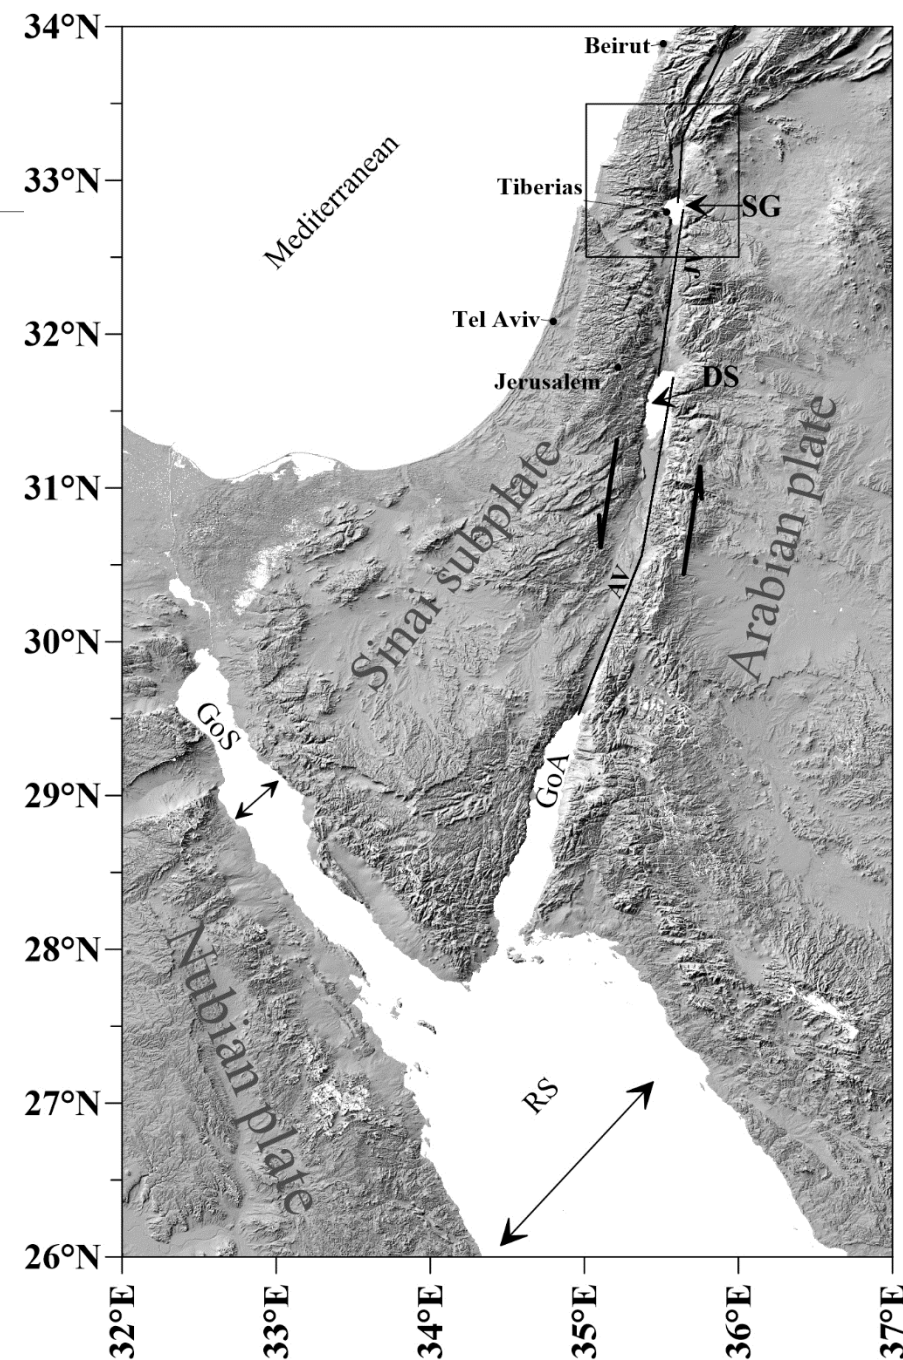 34°N
Beirut
Mediterranean
33°N
Tiberias
SG
JV
Tel Aviv
32°N
Jerusalem
DS
31°N
Sinai subplate
Arabian plate
AV
30°N
GoS
GoA
29°N
28°N
Nubian plate
27°N
RS
26°N
32°E
33°E
34°E
35°E
36°E
37°E